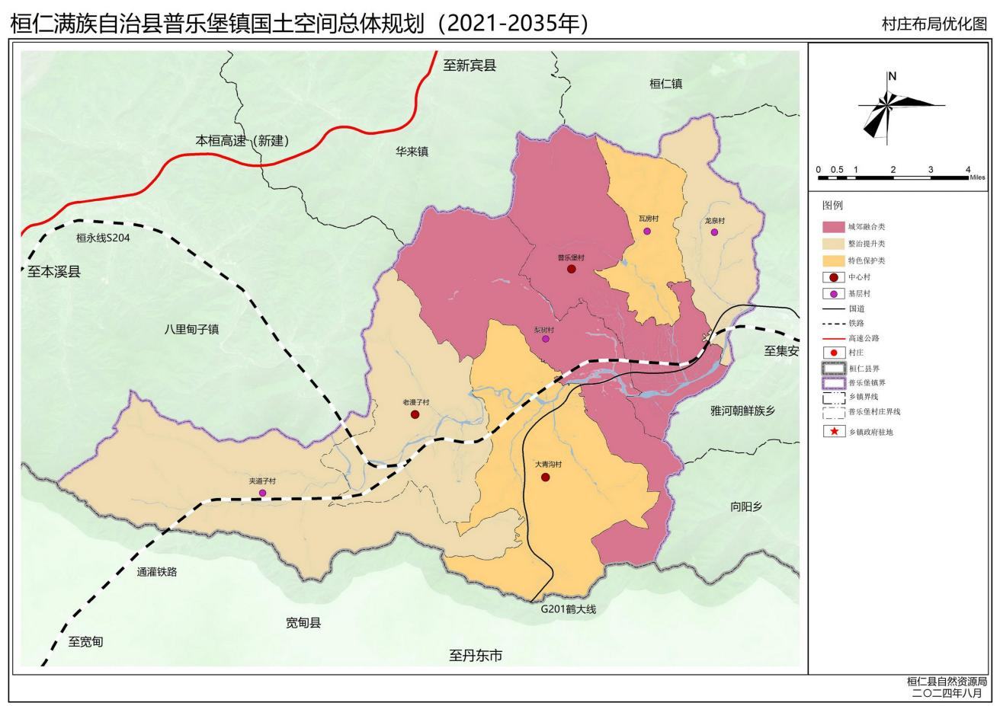 桓仁满族自治县普乐堡镇国土空间总体规划（2021-2035年）
村庄布局优化图
至新宾县
桓仁镇
N
本桓高速（新建）
华来镇
0 0.5 1 2 3 4
Miles
图例
瓦房村
龙泉村
城郊融合类
桓永线S204
整治提升类
普乐堡村
特色保护类
至本溪县
中心村
基层村
国道
铁路
八里甸子镇
梨树村
高速公路
至集安
村庄
桓仁县界
普乐堡镇界
乡镇界线
老漫子村
雅河朝鲜族乡
普乐堡村庄界线
乡镇政府驻地
大青沟村
夹道子村
向阳乡
通灌铁路
G201鹤大线
宽甸县
至宽甸
至丹东市
桓仁县自然资源局
二〇二四年八月